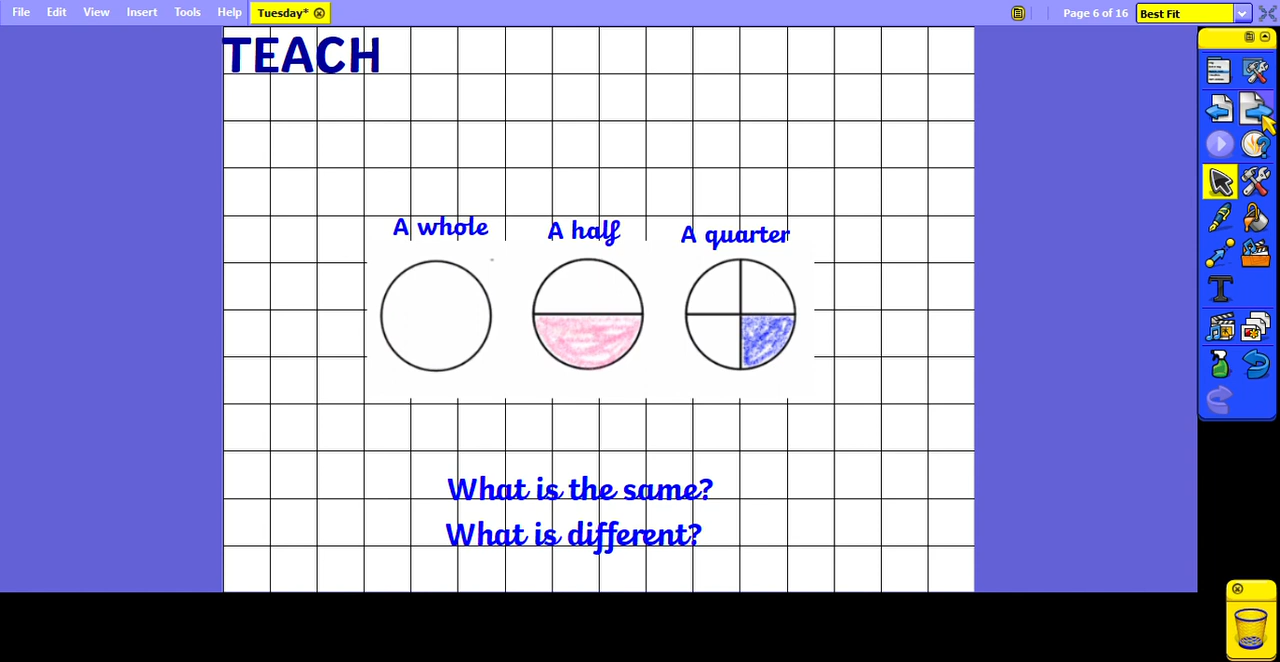 File Edit View Insert Tools Help Tuesday* Page 6 of 16 Best Fit
TEACH
A whole A half A quarter
What is the same?
What is different?